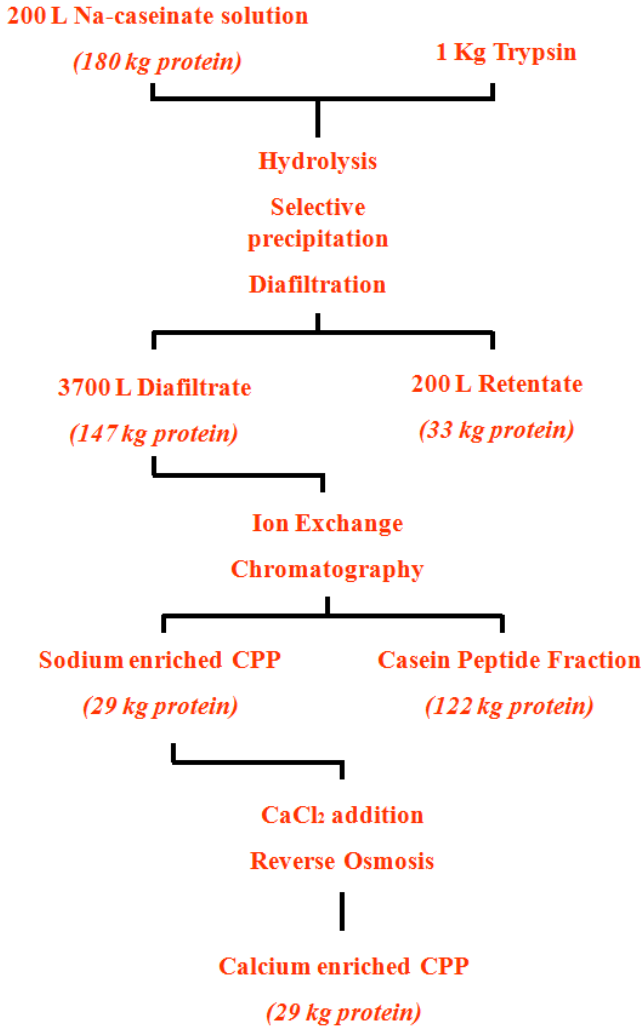 200 L Na-caseinate solution
(180 kg protein)
1 Kg Trypsin
Hydrolysis
Selective
precipitation
Diafiltration
3700 L Diafiltrate
(147 kg protein)
200 L Retentate
(33 kg protein)
Ion Exchange
Chromatography
Sodium enriched CPP
(29 kg protein)
Casein Peptide Fraction
(122 kg protein)
CaCl₂ addition
Reverse Osmosis
Calcium enriched CPP
(29 kg protein)